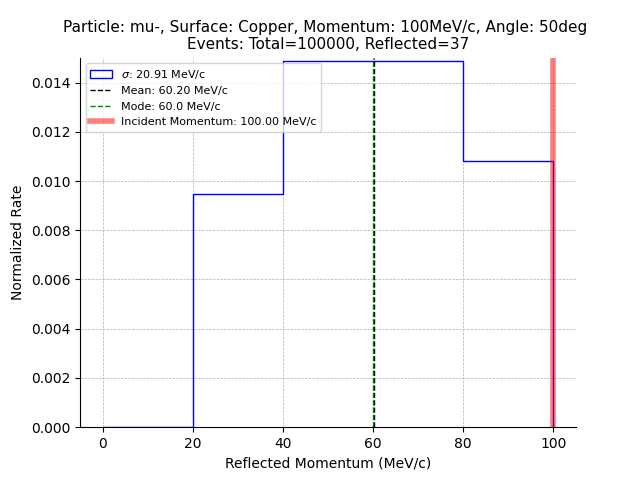 Particle: mu-, Surface: Copper, Momentum: 100MeV/c, Angle: 50deg
Events: Total=100000, Reflected=37
σ: 20.91 MeV/c
Mean: 60.20 MeV/c
Mode: 60.0 MeV/c
Incident Momentum: 100.00 MeV/c
Normalized Rate
0.014
0.012
0.010
0.008
0.006
0.004
0.002
0.000
0 20 40 60 80 100
Reflected Momentum (MeV/c)